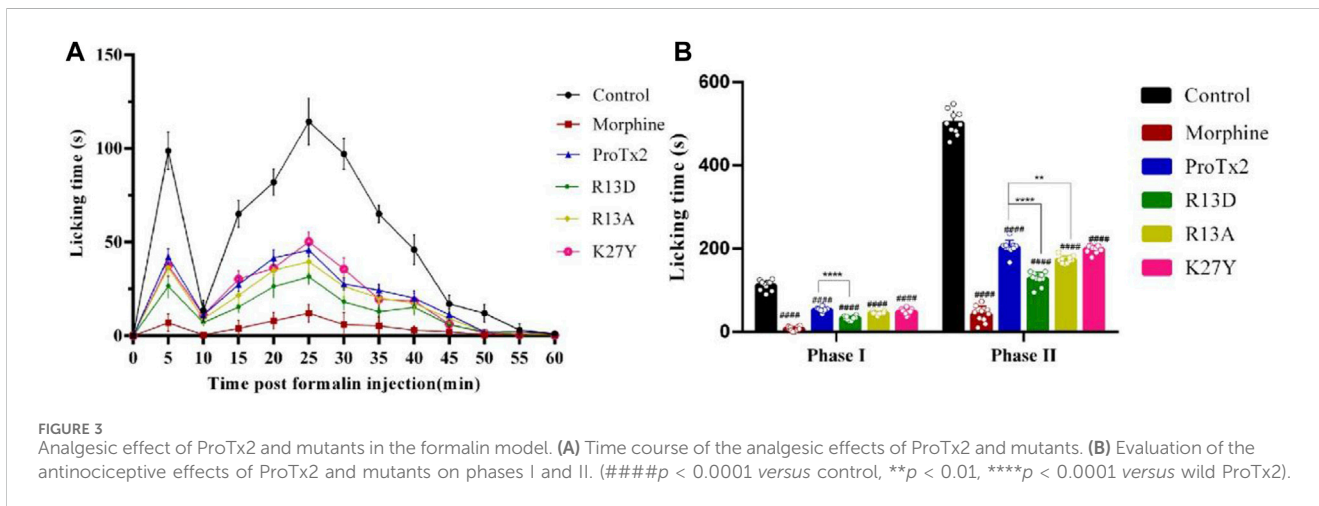 A
150
100
50
0
Licking time (s)
0 5 10 15 20 25 30 35 40 45 50 55 60
Time post formalin injection(min)
Control
Morphine
ProTx2
R13D
R13A
K27Y
B
600
400
200
0
Licking time (s)
####
####
****
####
####
####
####
####
****
####
**
####
####
Phase I Phase II
Control
Morphine
ProTx2
R13D
R13A
K27Y
FIGURE 3
Analgesic effect of ProTx2 and mutants in the formalin model. (A) Time course of the analgesic effects of ProTx2 and mutants. (B) Evaluation of the
antinociceptive effects of ProTx2 and mutants on phases I and II. (####p < 0.0001 versus control, **p < 0.01, ****p < 0.0001 versus wild ProTx2).